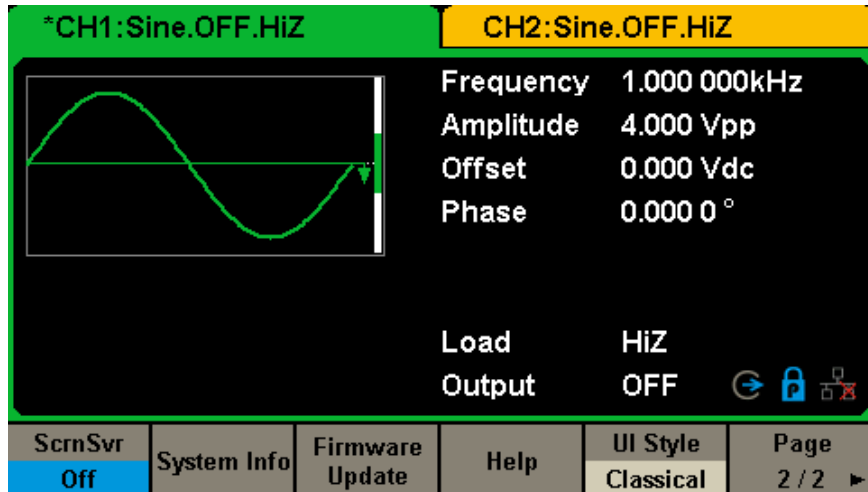 *CH1:Sine.OFF.HiZ
CH2:Sine.OFF.HiZ
Frequency 1.000 000kHz
Amplitude 4.000 Vpp
Offset 0.000 Vdc
Phase 0.000 0 °
Load HiZ
Output OFF
P
ScrnSvr
Off
System Info
Firmware
Update
Help
UI Style
Classical
Page
2 / 2